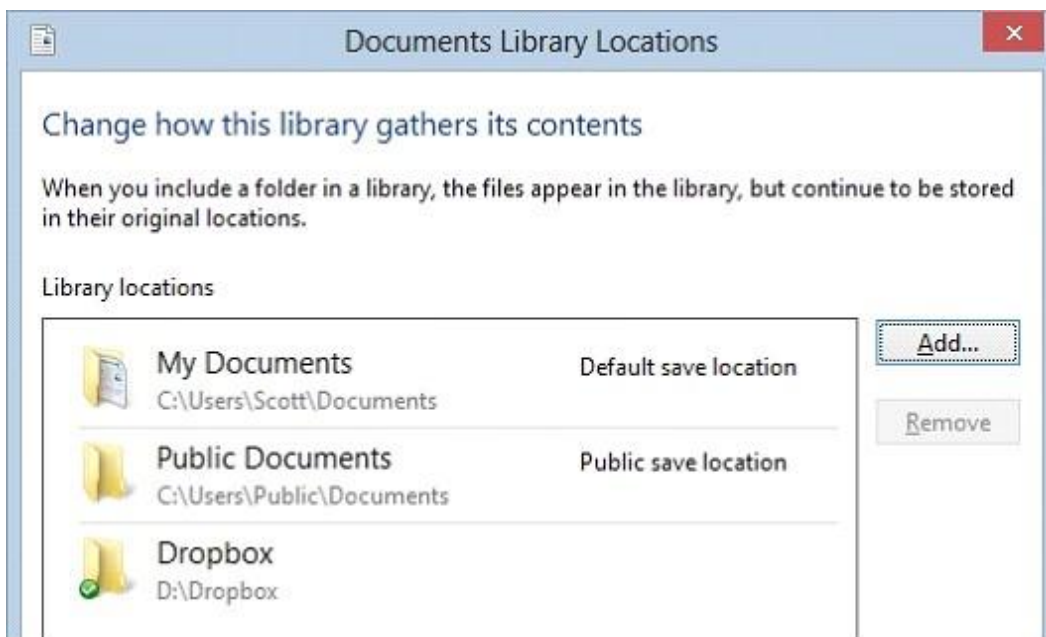 Documents Library Locations
Change how this library gathers its contents
When you include a folder in a library, the files appear in the library, but continue to be stored
in their original locations.
Library locations
My Documents Default save location
C:\Users\Scott\Documents
Public Documents Public save location
C:\Users\Public\Documents
Dropbox
D:\Dropbox
Add...
Remove